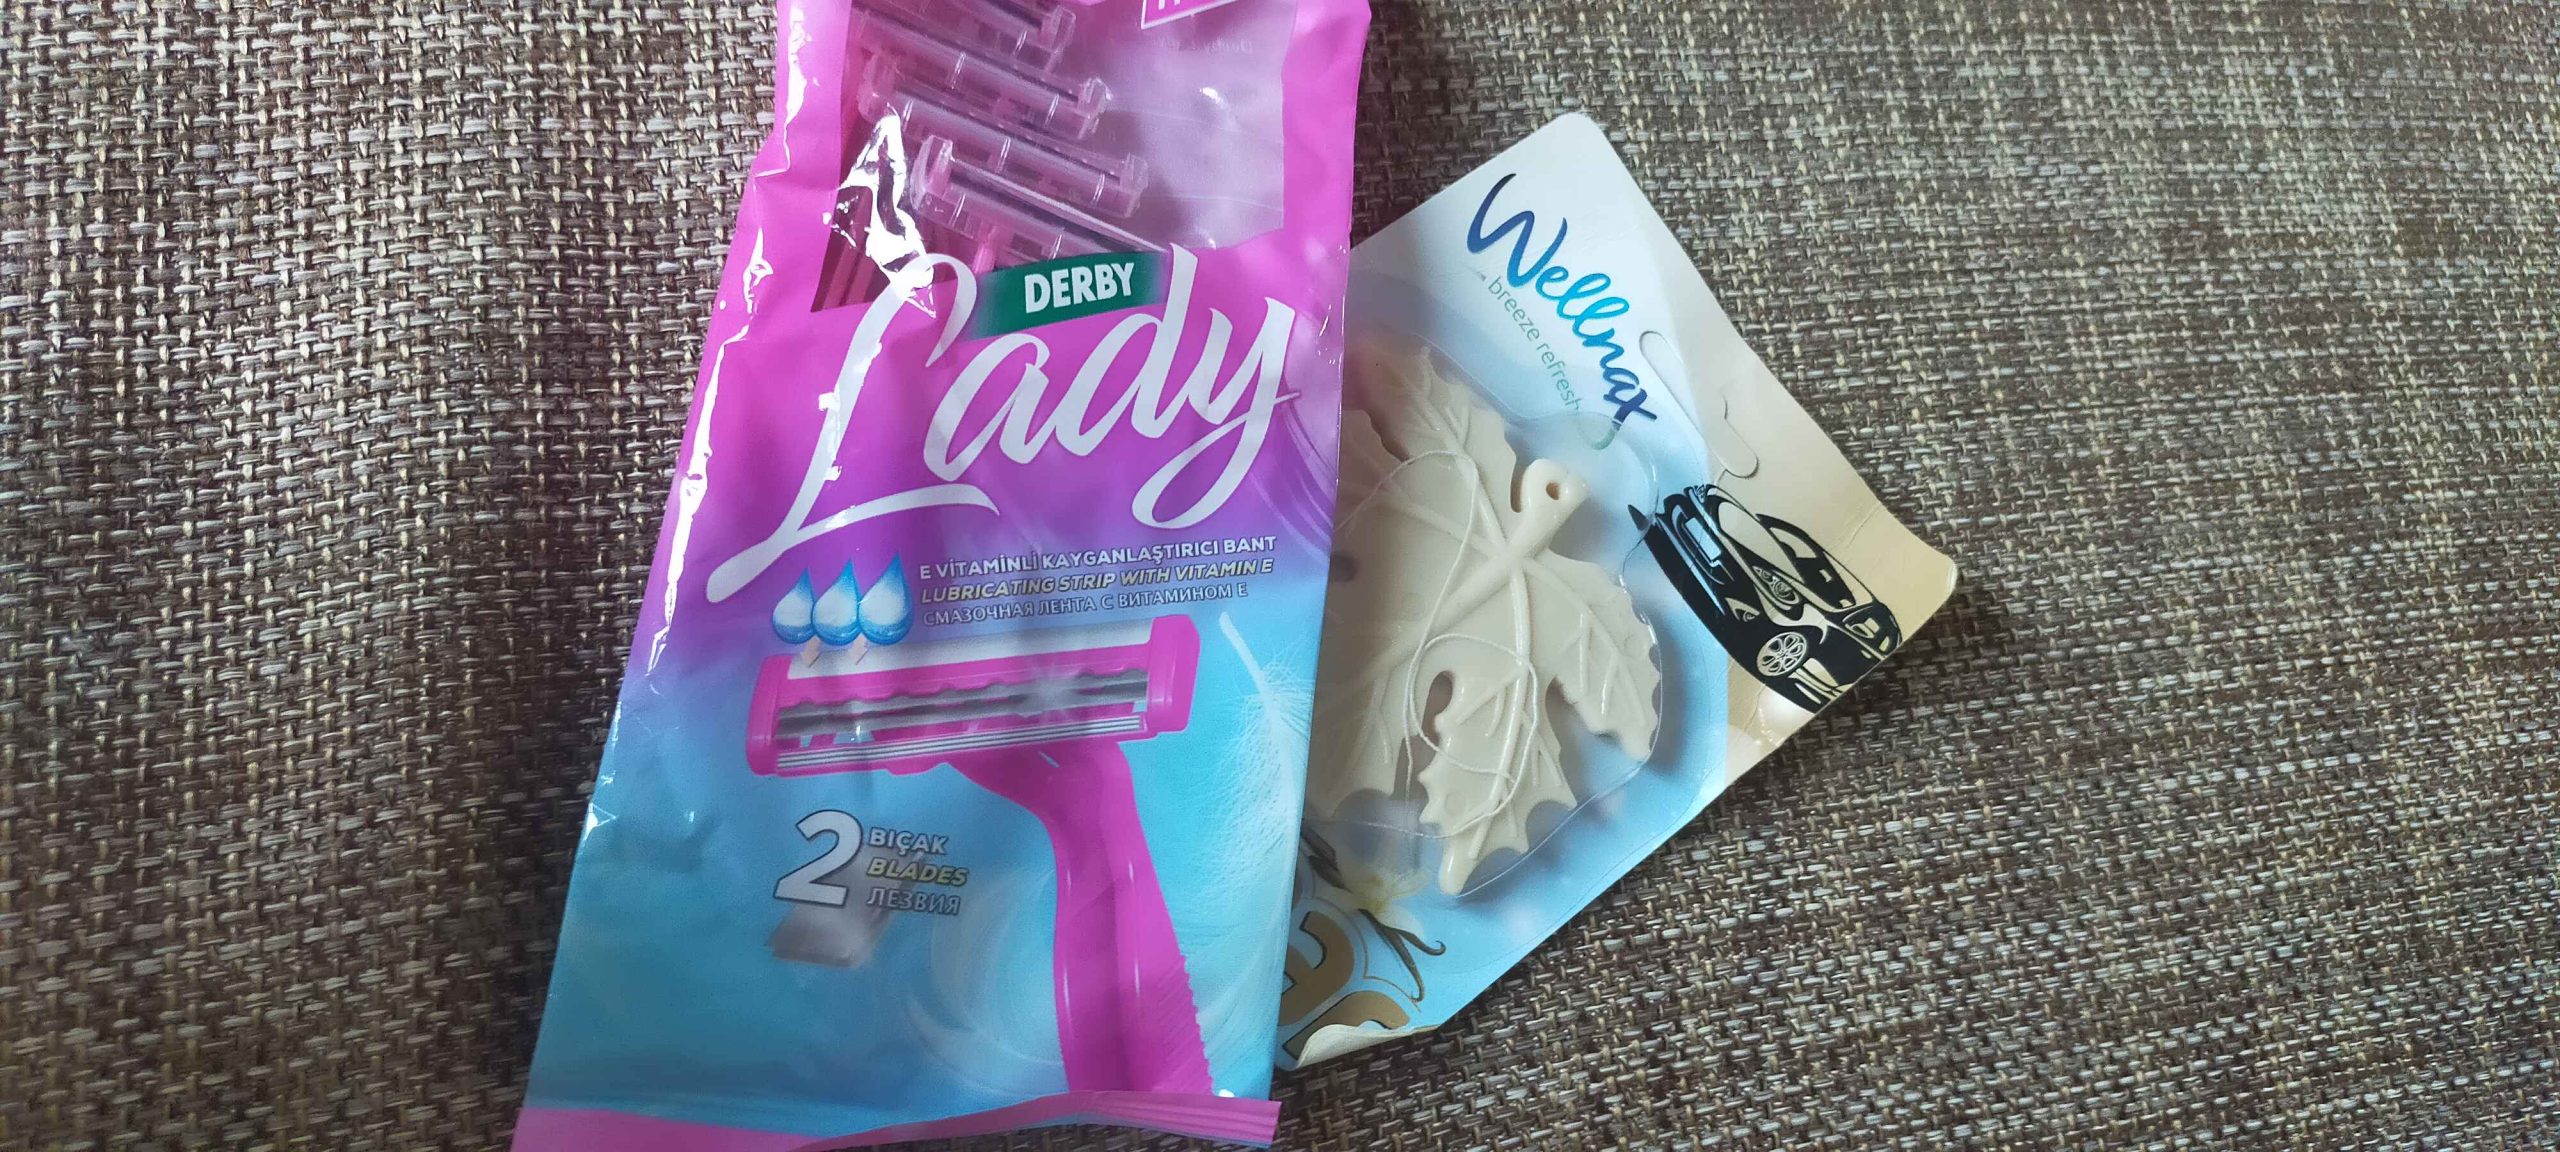 DERBY
Lady
E VİTAMİNLİ KAYGANLAŞTIRICI BANT
LUBRICATING STRIP WITH VITAMIN E
СМАЗОЧНАЯ ЛЕНТА С ВИТАМИНОМ Е
2
BIÇAK
BLADES
ЛЕЗВИЯ
Wellmax
breeze refresh